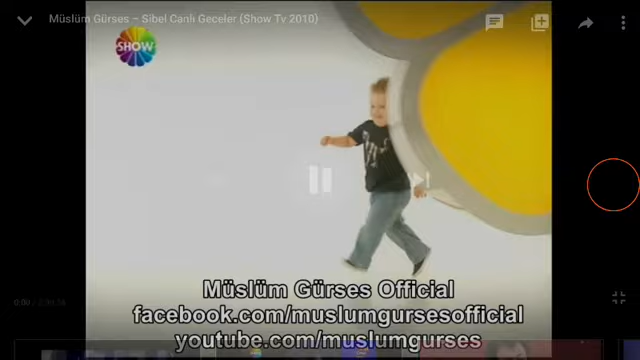 Müslüm Gürses – Sibel Canlı Geceler (Show Tv 2010)
SHOW
Müslüm Gürses Official
facebook.com/muslumgursesofficial
youtube.com/muslumgurses